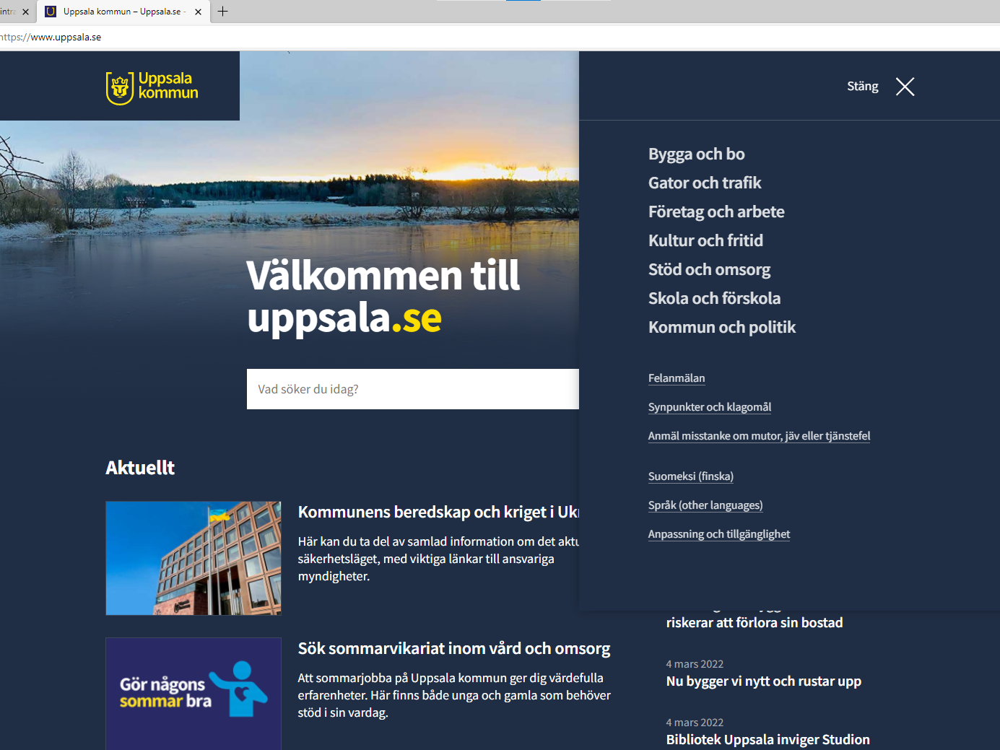 intra
Uppsala kommun – Uppsala.se -
https://www.uppsala.se
Uppsala
kommun
Stäng
Bygga och bo
Gator och trafik
Företag och arbete
Kultur och fritid
Stöd och omsorg
Skola och förskola
Kommun och politik
Felanmälan
Synpunkter och klagomål
Anmäl misstanke om mutor, jäv eller tjänstefel
Suomeksi (finska)
Språk (other languages)
Anpassning och tillgänglighet
Välkommen till
uppsala.se
Vad söker du idag?
Aktuellt
Kommunens beredskap och kriget i Uk
Här kan du ta del av samlad information om det aktu
säkerhetsläget, med viktiga länkar till ansvariga
myndigheter.
Gör någons
sommar bra
Sök sommarvikariat inom vård och omsorg
Att sommarjobba på Uppsala kommun ger dig värdefulla
erfarenheter. Här finns både unga och gamla som behöver
stöd i sin vardag.
riskerar att förlora sin bostad
4 mars 2022
Nu bygger vi nytt och rustar upp
4 mars 2022
Bibliotek Uppsala inviger Studion